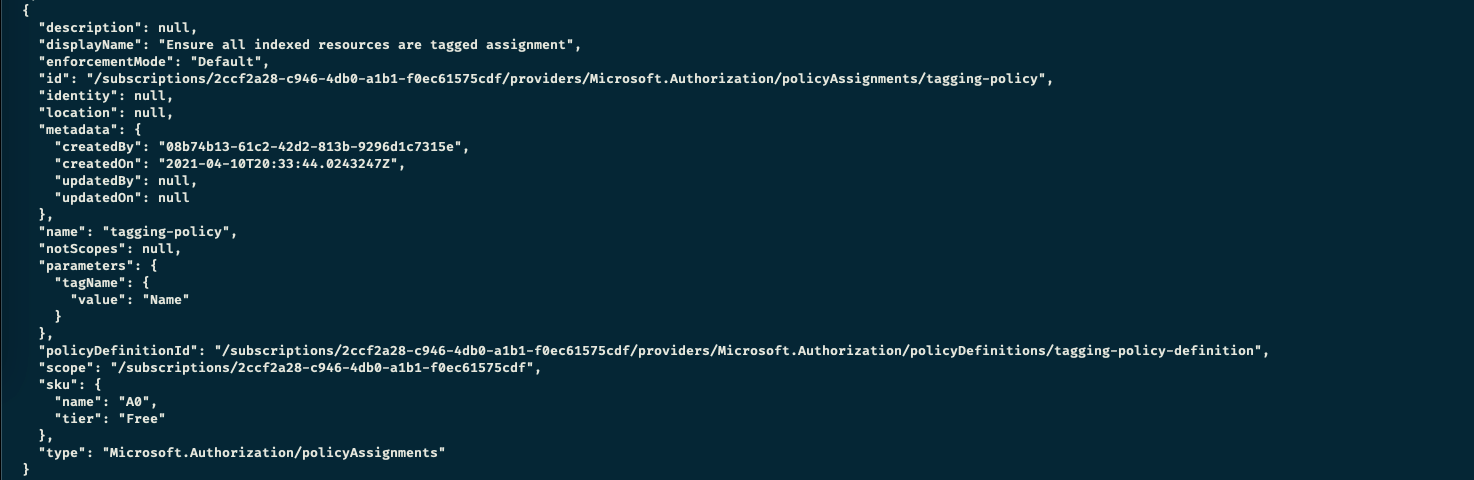 {
  "description": null,
  "displayName": "Ensure all indexed resources are tagged assignment",
  "enforcementMode": "Default",
  "id": "/subscriptions/2ccf2a28-c946-4db0-a1b1-f0ec61575cdf/providers/Microsoft.Authorization/policyAssignments/tagging-policy",
  "identity": null,
  "location": null,
  "metadata": {
    "createdBy": "08b74b13-61c2-42d2-813b-9296d1c7315e",
    "createdOn": "2021-04-10T20:33:44.0243247Z",
    "updatedBy": null,
    "updatedOn": null
  },
  "name": "tagging-policy",
  "notScopes": null,
  "parameters": {
    "tagName": {
      "value": "Name"
    }
  },
  "policyDefinitionId": "/subscriptions/2ccf2a28-c946-4db0-a1b1-f0ec61575cdf/providers/Microsoft.Authorization/policyDefinitions/tagging-policy-definition",
  "scope": "/subscriptions/2ccf2a28-c946-4db0-a1b1-f0ec61575cdf",
  "sku": {
    "name": "A0",
    "tier": "Free"
  },
  "type": "Microsoft.Authorization/policyAssignments"
}